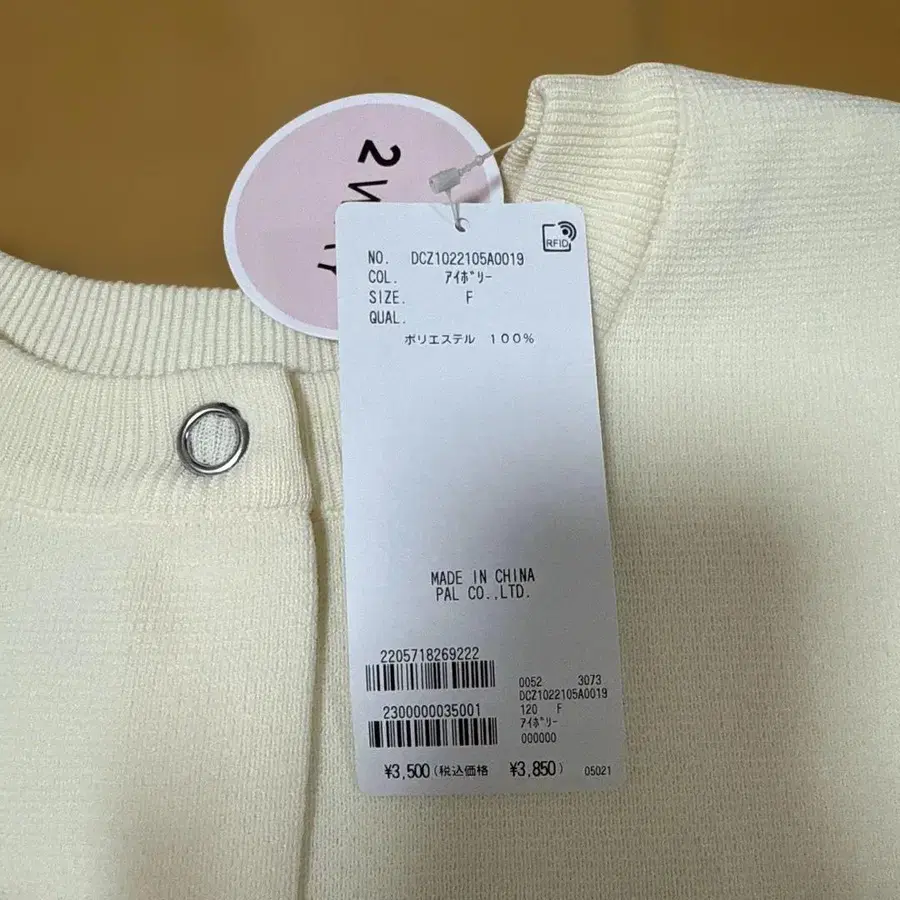 2WAY
RFID
NO. DCZ1022105A0019
COL. ｱｲﾎﾞﾘｰ
SIZE. F
QUAL.
ポリエステル 100%
MADE IN CHINA
PAL CO.,LTD.
2205718269222
2300000035001
0052 3073
DCZ1022105A0019
120 F
ｱｲﾎﾞﾘｰ
000000
¥3,500(税込価格 ¥3,850) 05021